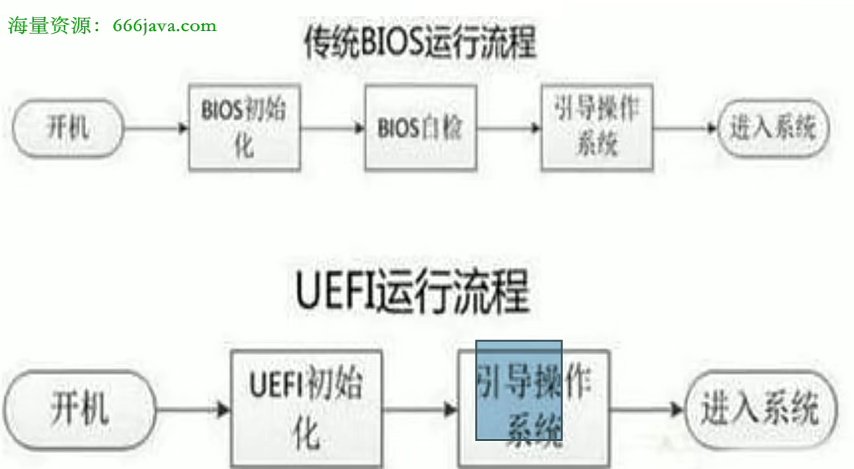 海量资源：666java.com
传统BIOS运行流程
开机
BIOS初始
化
BIOS自检
引导操作
系统
进入系统
UEFI运行流程
开机
UEFI初始
化
引导操作
系统
进入系统